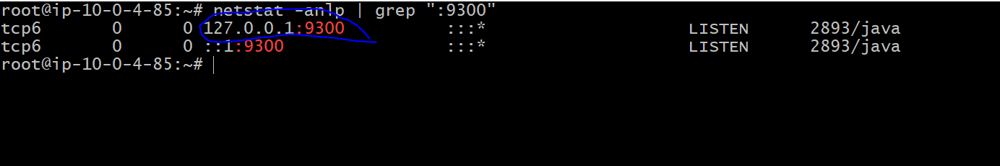 root@ip-10-0-4-85:~# netstat -anlp | grep ":9300"
tcp6 0 0 127.0.0.1:9300 :::* LISTEN 2893/java
tcp6 0 0 ::1:9300 :::* LISTEN 2893/java
root@ip-10-0-4-85:~#